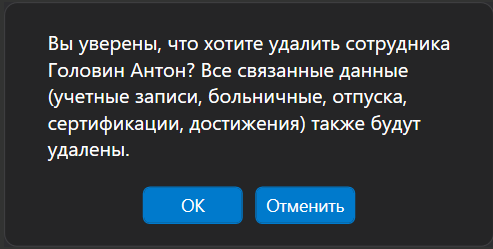 Вы уверены, что хотите удалить сотрудника
Головин Антон? Все связанные данные
(учетные записи, больничные, отпуска,
сертификации, достижения) также будут
удалены.
ОК
Отменить